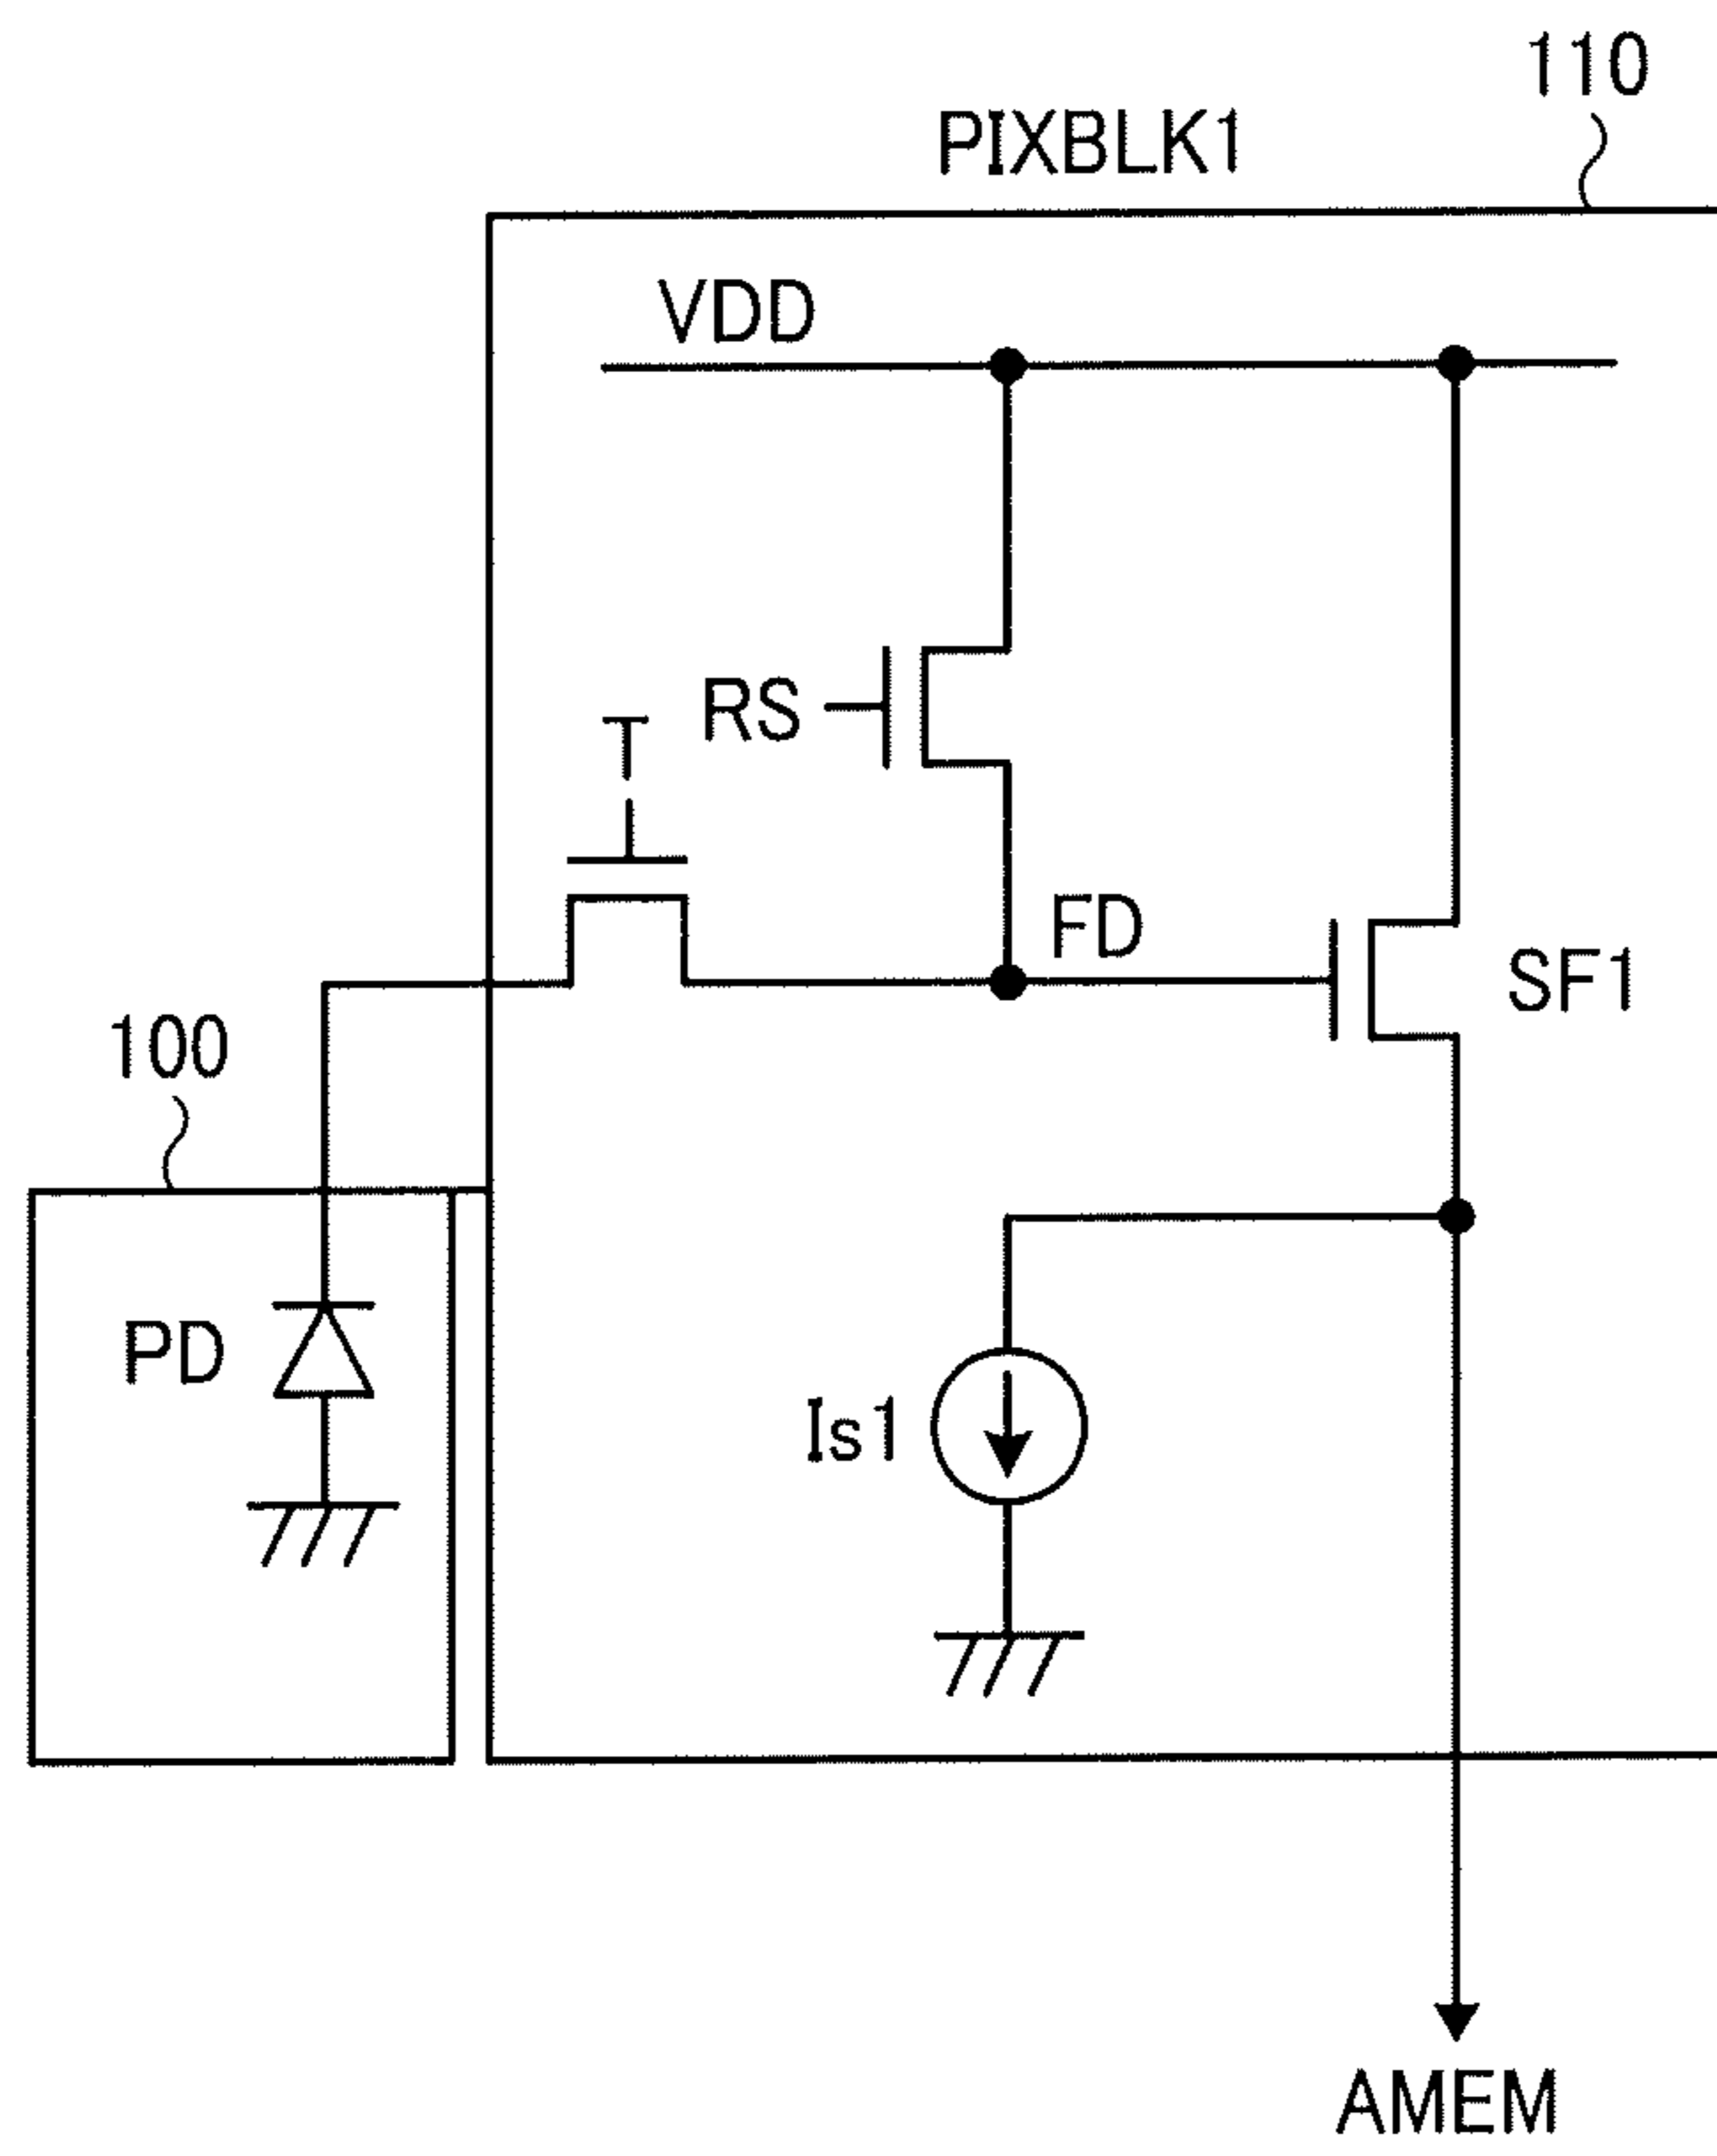 110
PIXBLK1
VDD
RS
T
FD
SF1
100
PD
Is1
AMEM